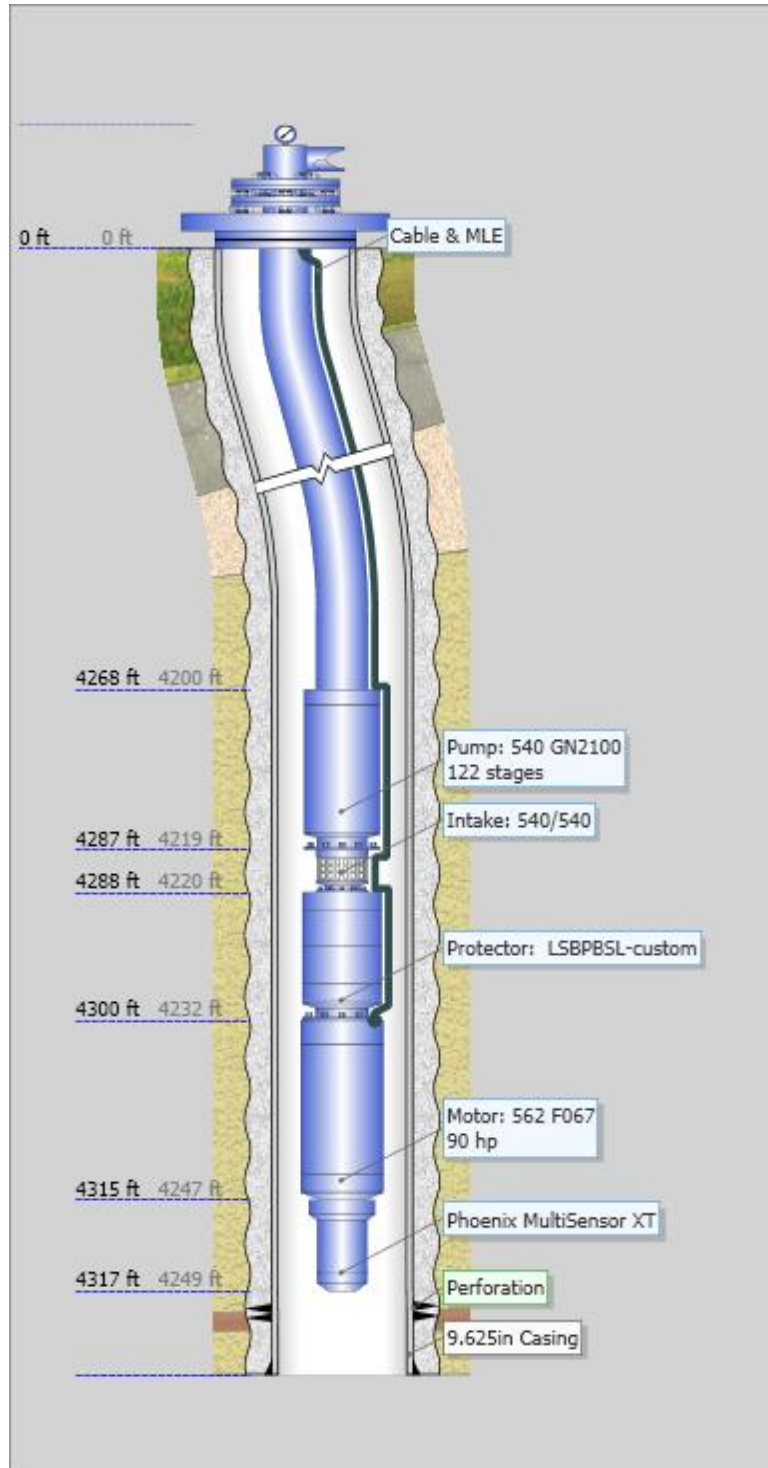 0 ft 0 ft
Cable & MLE
4268 ft 4200 ft
Pump: 540 GN2100
122 stages
Intake: 540/540
4287 ft 4219 ft
4288 ft 4220 ft
Protector: LSBPBSL-custom
4300 ft 4232 ft
Motor: 562 F067
90 hp
4315 ft 4247 ft
Phoenix MultiSensor XT
4317 ft 4249 ft
Perforation
9.625in Casing